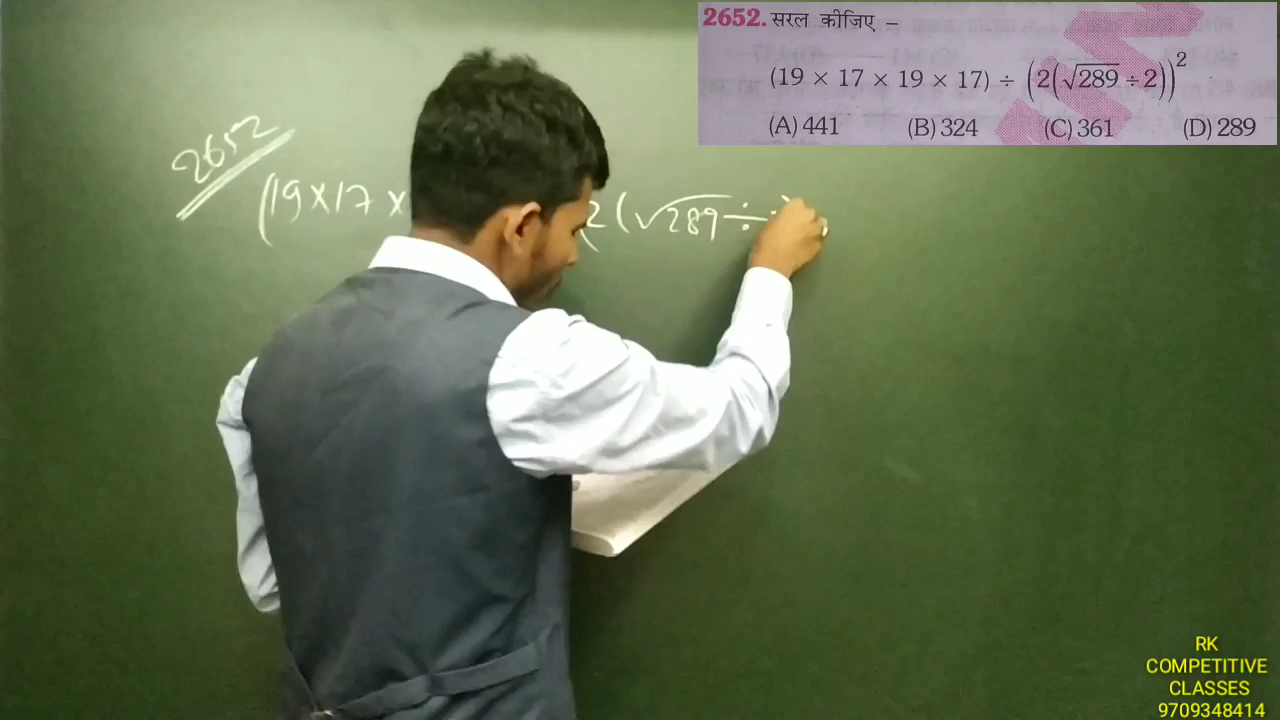 2652. सरल कीजिए –
(19 × 17 × 19 × 17) ÷ (2(√289 ÷ 2))²
(A) 441 (B) 324 (C) 361 (D) 289
2652
(19 × 17 ×
(2(√289 ÷
RK
COMPETITIVE
CLASSES
9709348414